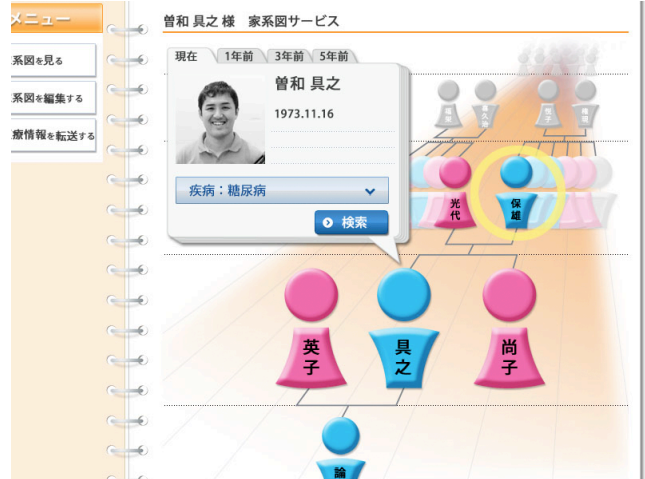 メニュー
曽和 具之 様　家系図サービス
系図を見る
系図を編集する
療情報を転送する
現在
1年前
3年前
5年前
曽和 具之
1973.11.16
疾病：糖尿病
検索
光代
保雄
英子
具之
尚子
論